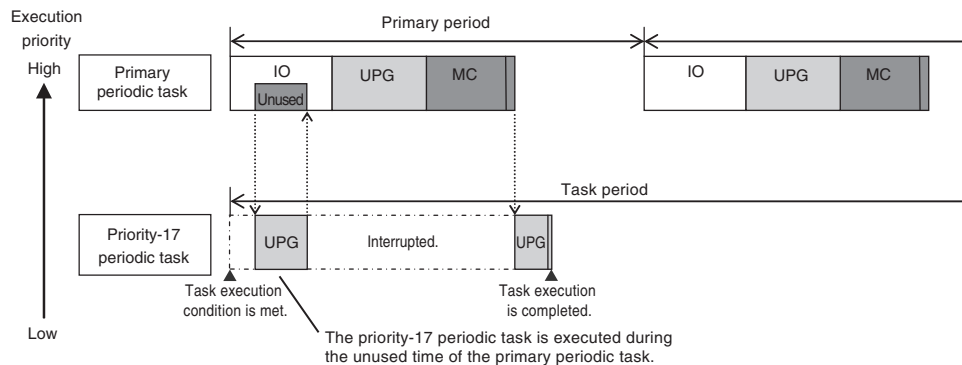 Execution
priority
High
Primary period
Primary
periodic task
IO
Unused
UPG
MC
IO
UPG
MC
Task period
Priority-17
periodic task
UPG
Interrupted.
UPG
Task execution
condition is met.
Task execution
is completed.
Low
The priority-17 periodic task is executed during
the unused time of the primary periodic task.